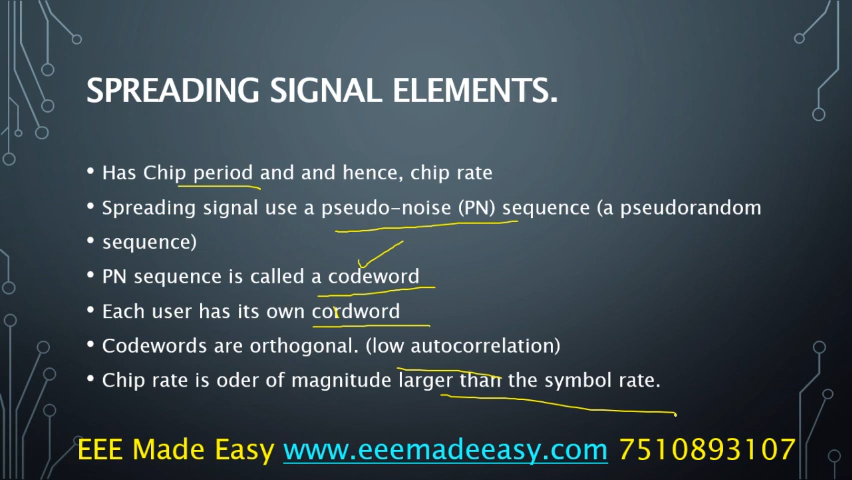 SPREADING SIGNAL ELEMENTS.
• Has Chip period and and hence, chip rate
• Spreading signal use a pseudo-noise (PN) sequence (a pseudorandom
• sequence)
• PN sequence is called a codeword
• Each user has its own cordword
• Codewords are orthogonal. (low autocorrelation)
• Chip rate is oder of magnitude larger than the symbol rate.
EEE Made Easy www.eeemadeeasy.com 7510893107